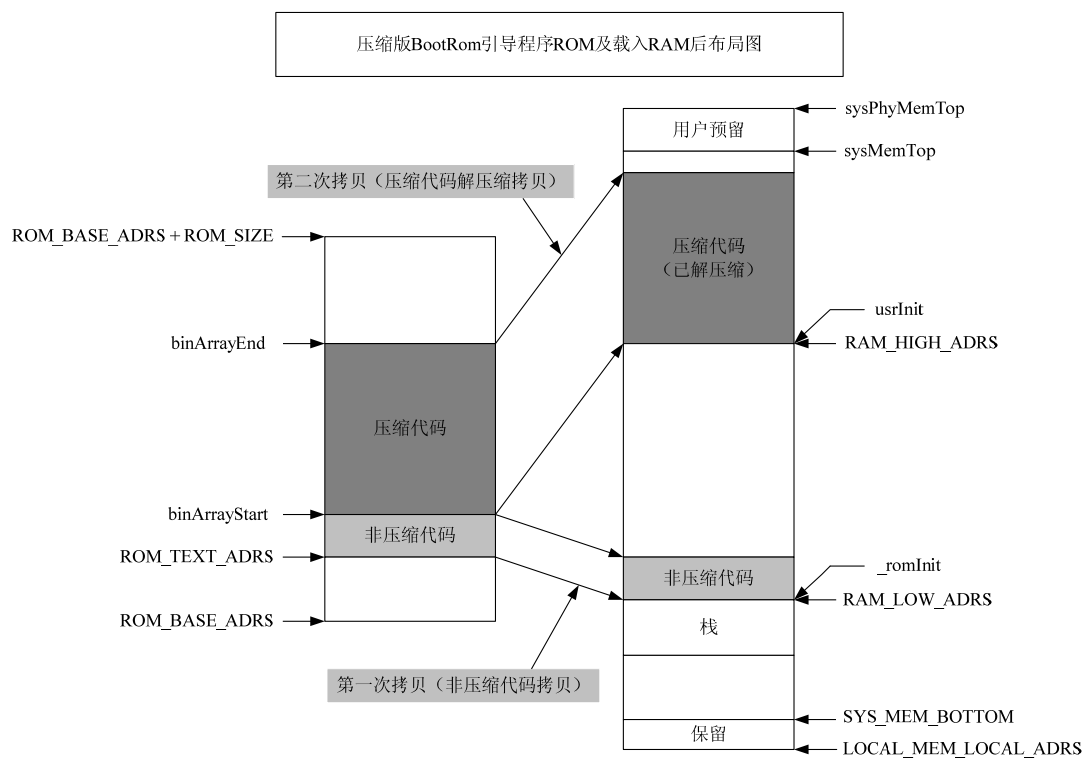 压缩版BootRom引导程序ROM及载入RAM后布局图
sysPhyMemTop
用户预留
sysMemTop
第二次拷贝（压缩代码解压缩拷贝）
ROM_BASE_ADRS＋ROM_SIZE
压缩代码
（已解压缩）
usrInit
binArrayEnd
RAM_HIGH_ADRS
压缩代码
binArrayStart
非压缩代码
ROM_TEXT_ADRS
_romInit
非压缩代码
RAM_LOW_ADRS
ROM_BASE_ADRS
栈
第一次拷贝（非压缩代码拷贝）
SYS_MEM_BOTTOM
保留
LOCAL_MEM_LOCAL_ADRS